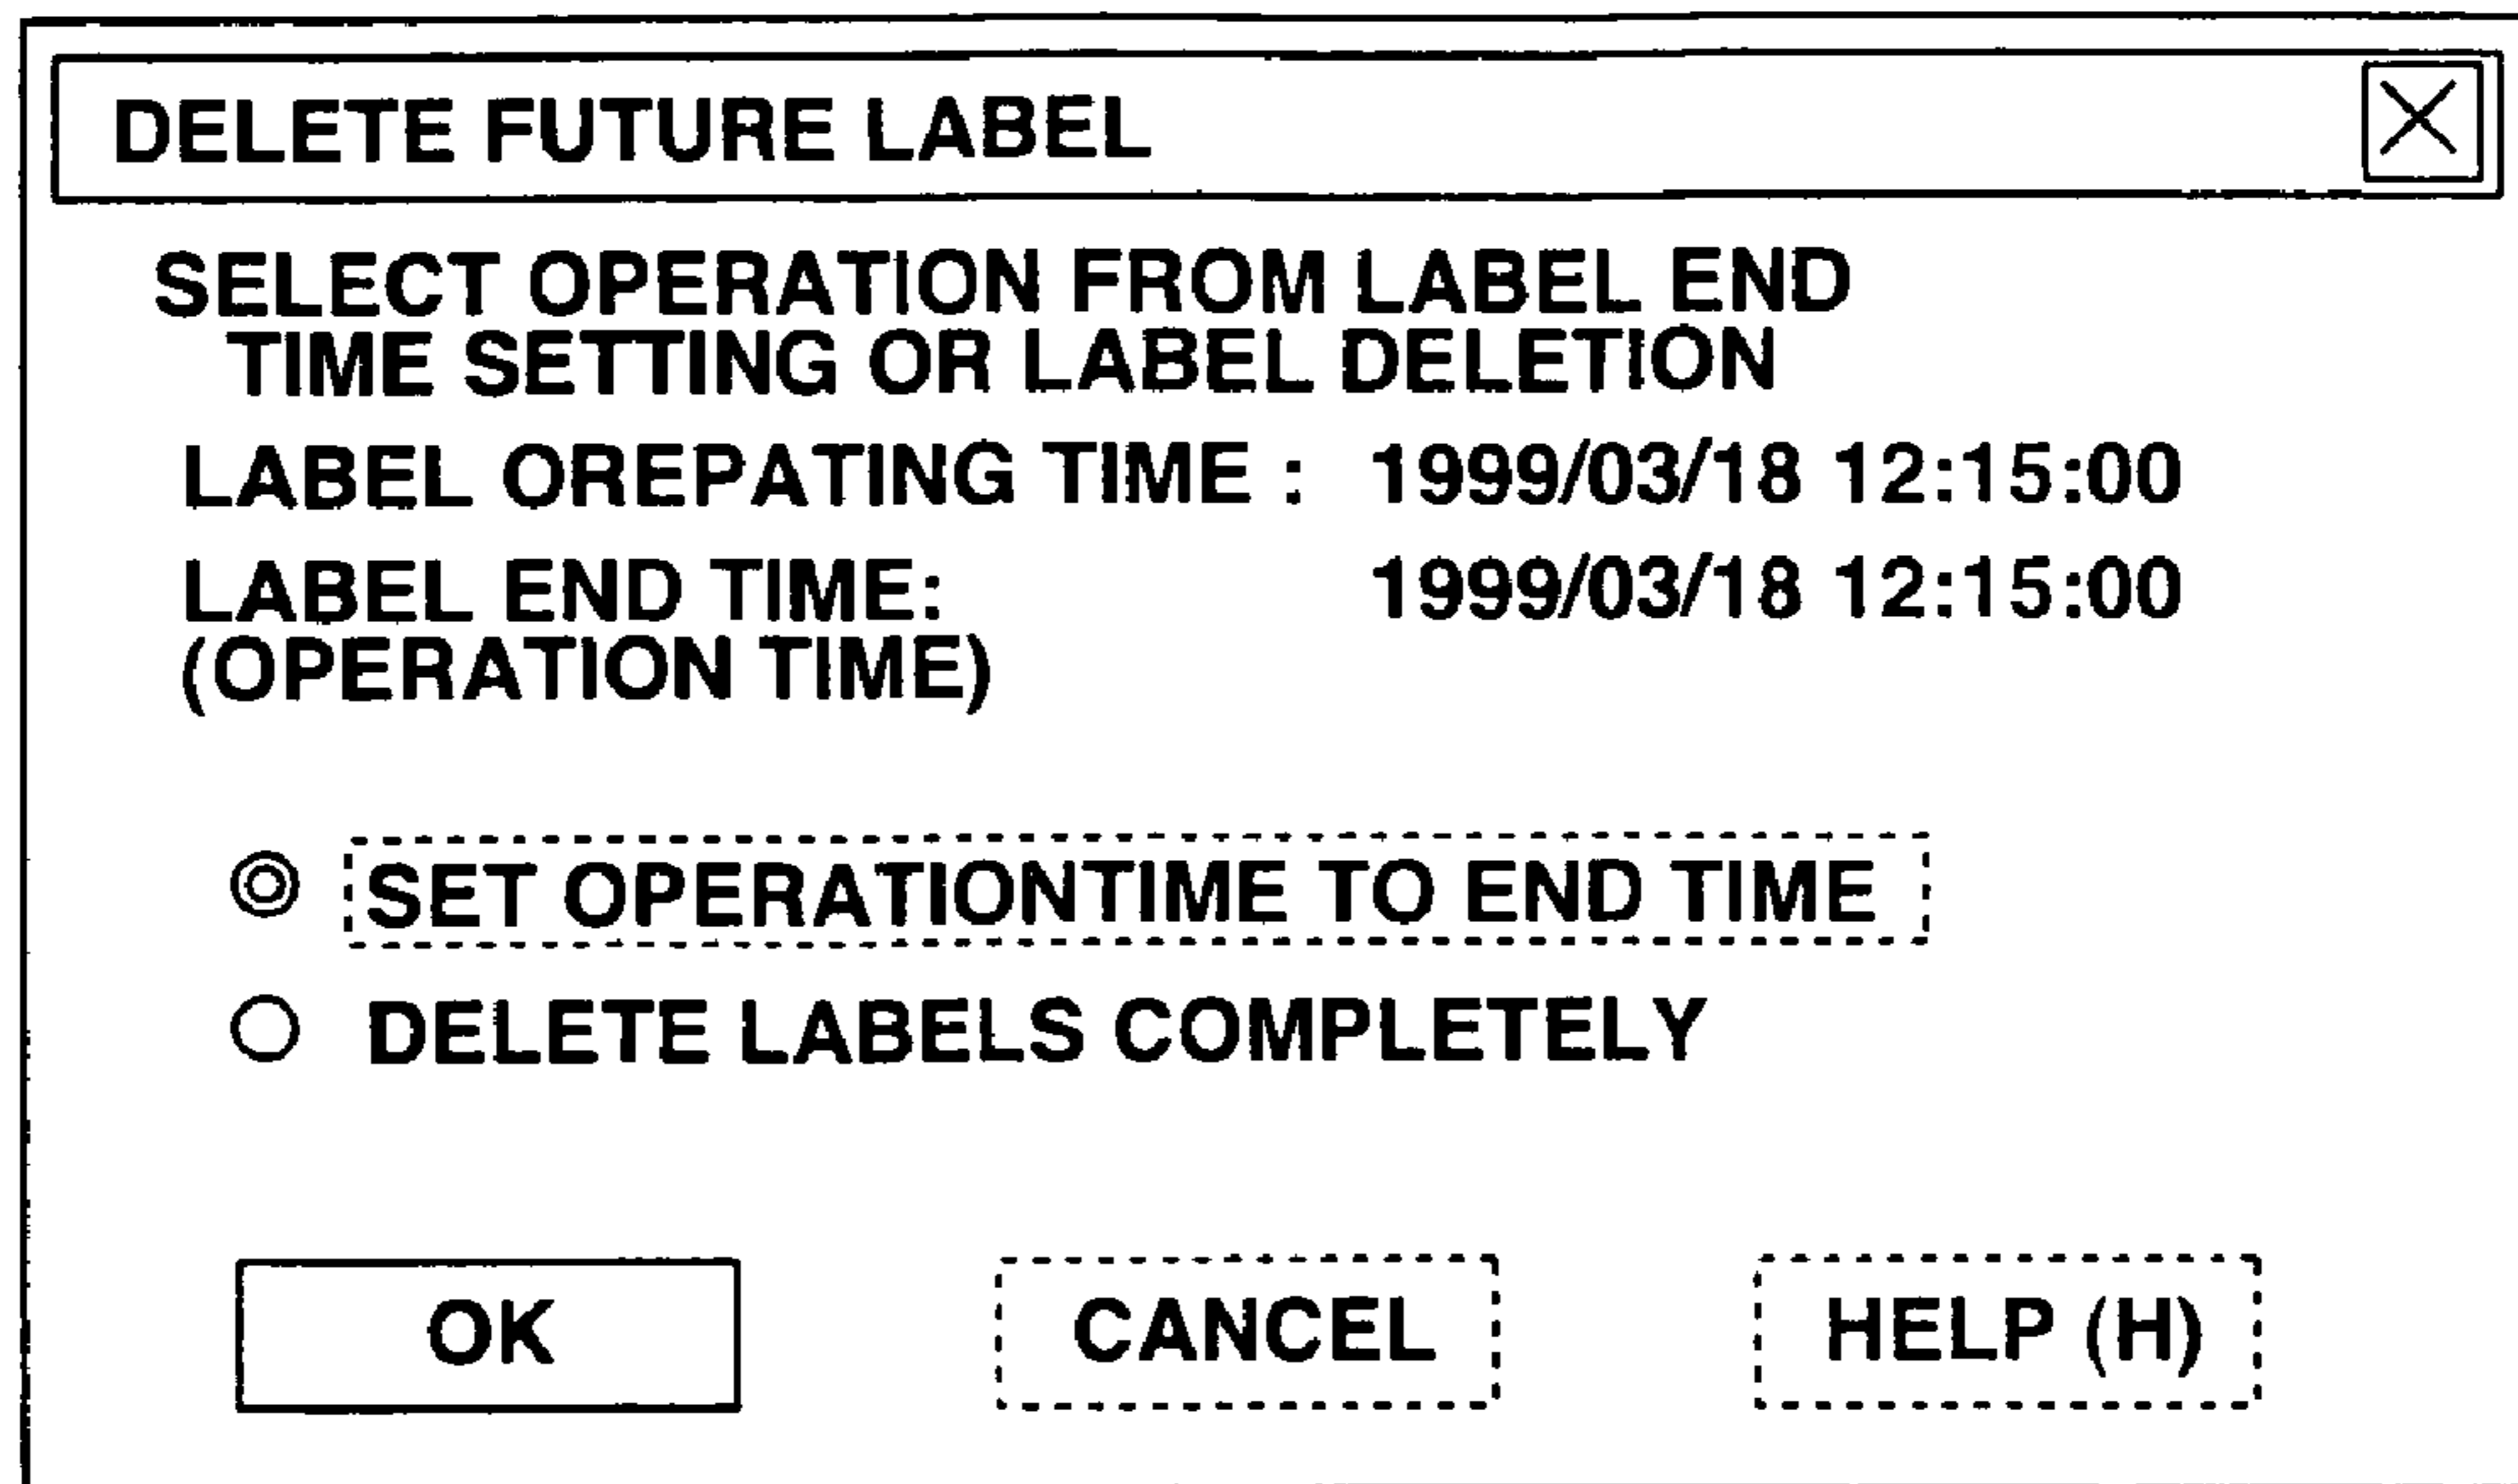 DELETE FUTURE LABEL
SELECT OPERATION FROM LABEL END
TIME SETTING OR LABEL DELETION
LABEL OREPATING TIME : 1999/03/18 12:15:00
LABEL END TIME: 1999/03/18 12:15:00
(OPERATION TIME)
SET OPERATIONTIME TO END TIME
DELETE LABELS COMPLETELY
OK CANCEL HELP (H)